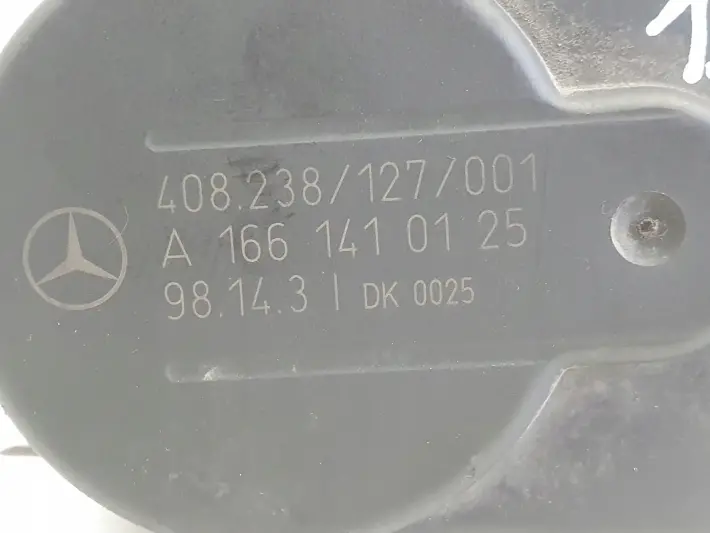 408.238/127/001
A 166 141 01 25
98.14.3 | DK 0025